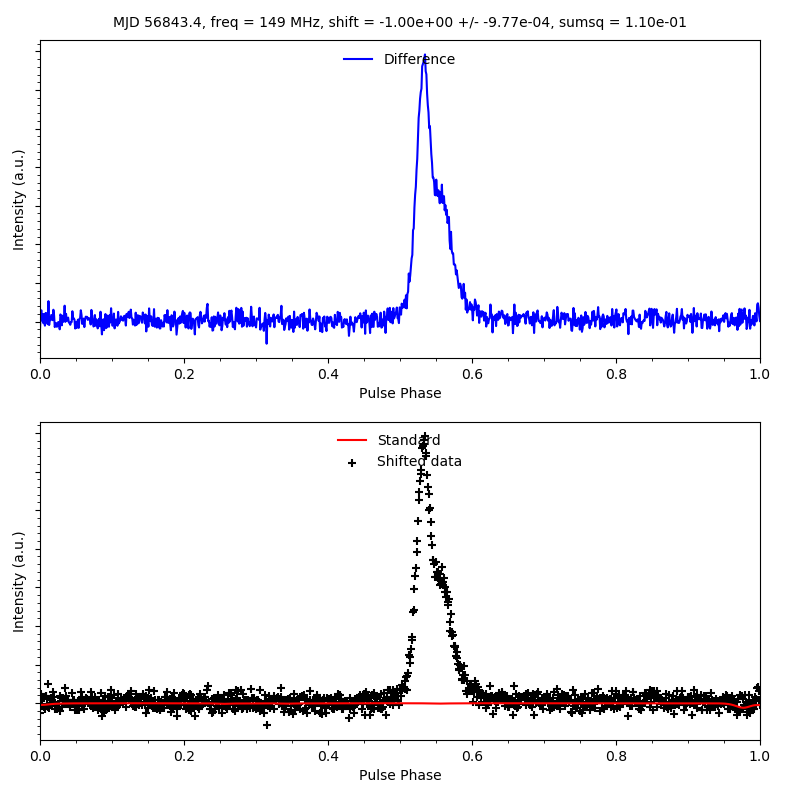 MJD 56843.4, freq = 149 MHz, shift = -1.00e+00 +/- -9.77e-04, sumsq = 1.10e-01
Difference
Intensity (a.u.)
0.0 0.2 0.4 0.6 0.8 1.0
Pulse Phase
Standard
Shifted data
Intensity (a.u.)
0.0 0.2 0.4 0.6 0.8 1.0
Pulse Phase